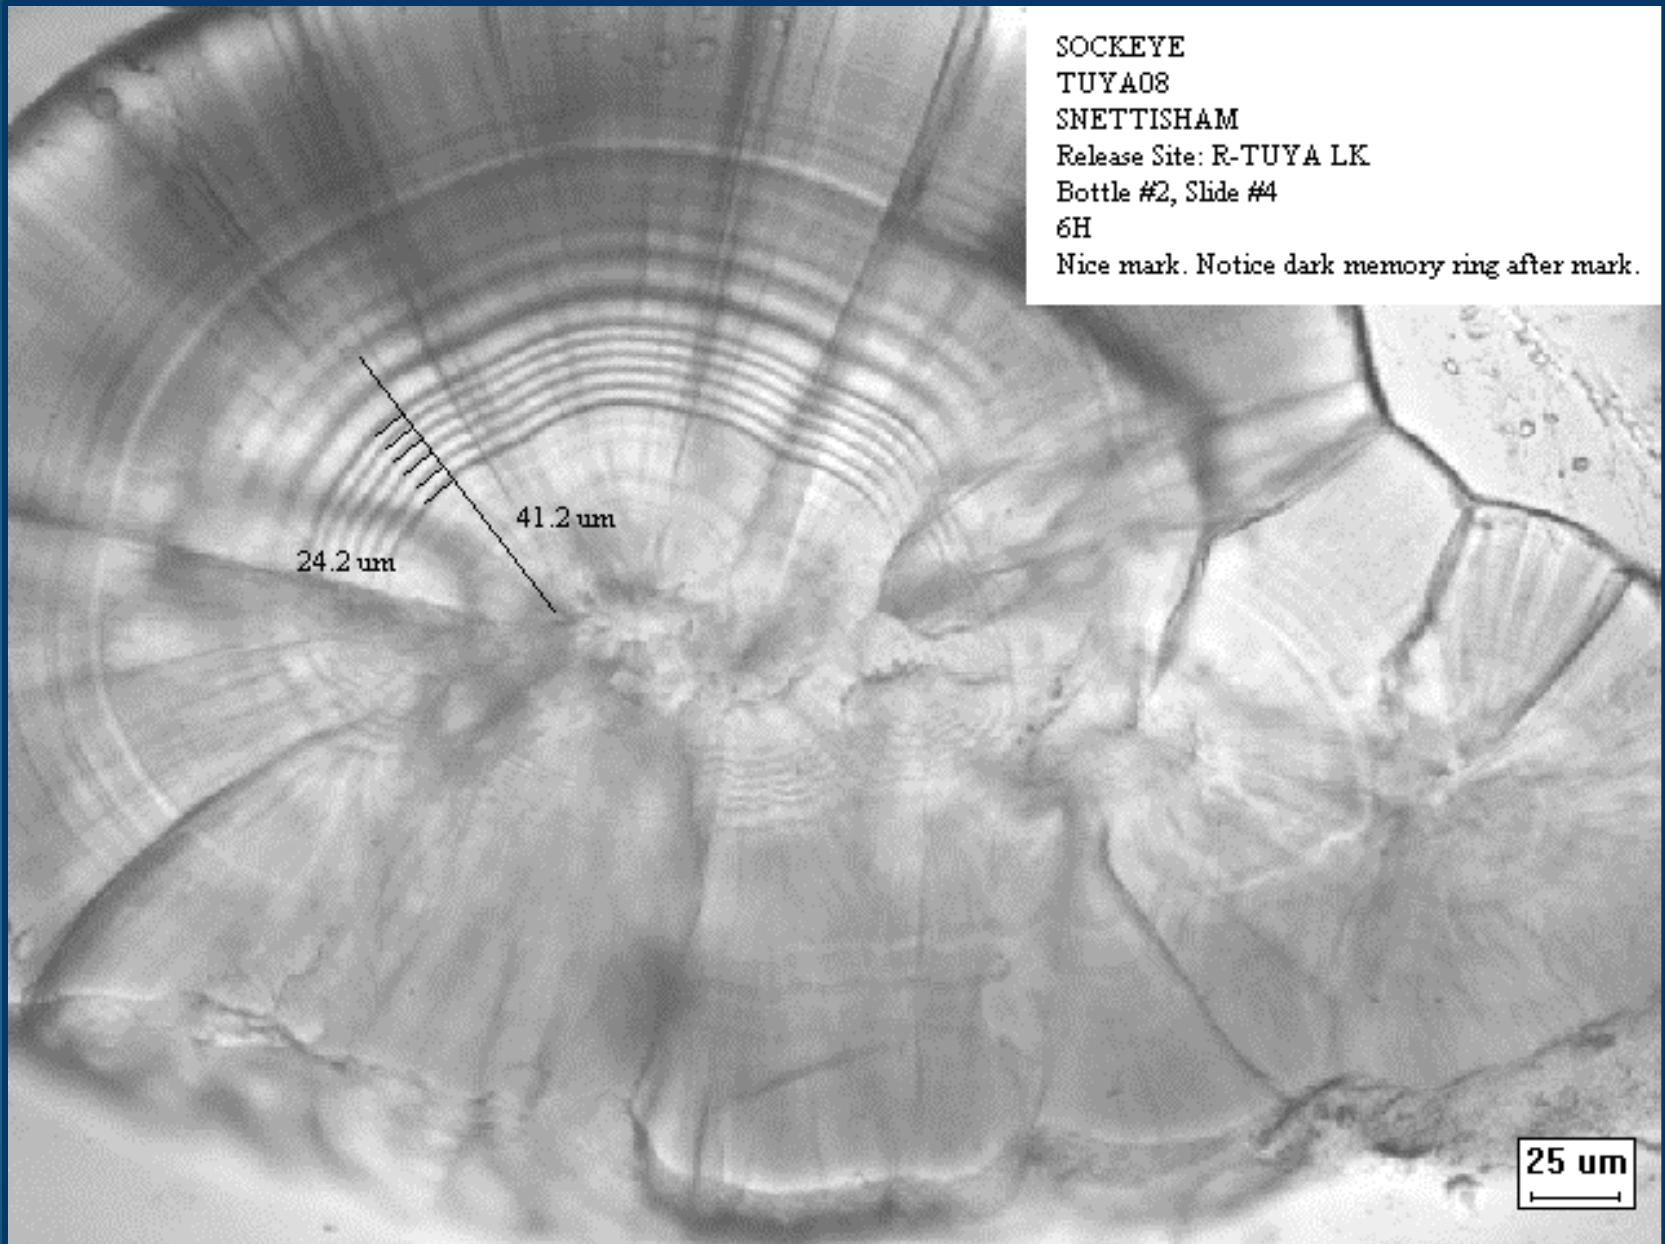 SOCKEYE
TUYA08
SNETTISHAM
Release Site: R-TUYA LK
Bottle #2, Slide #4
6H
Nice mark. Notice dark memory ring after mark.
41.2 um
24.2 um
25 um